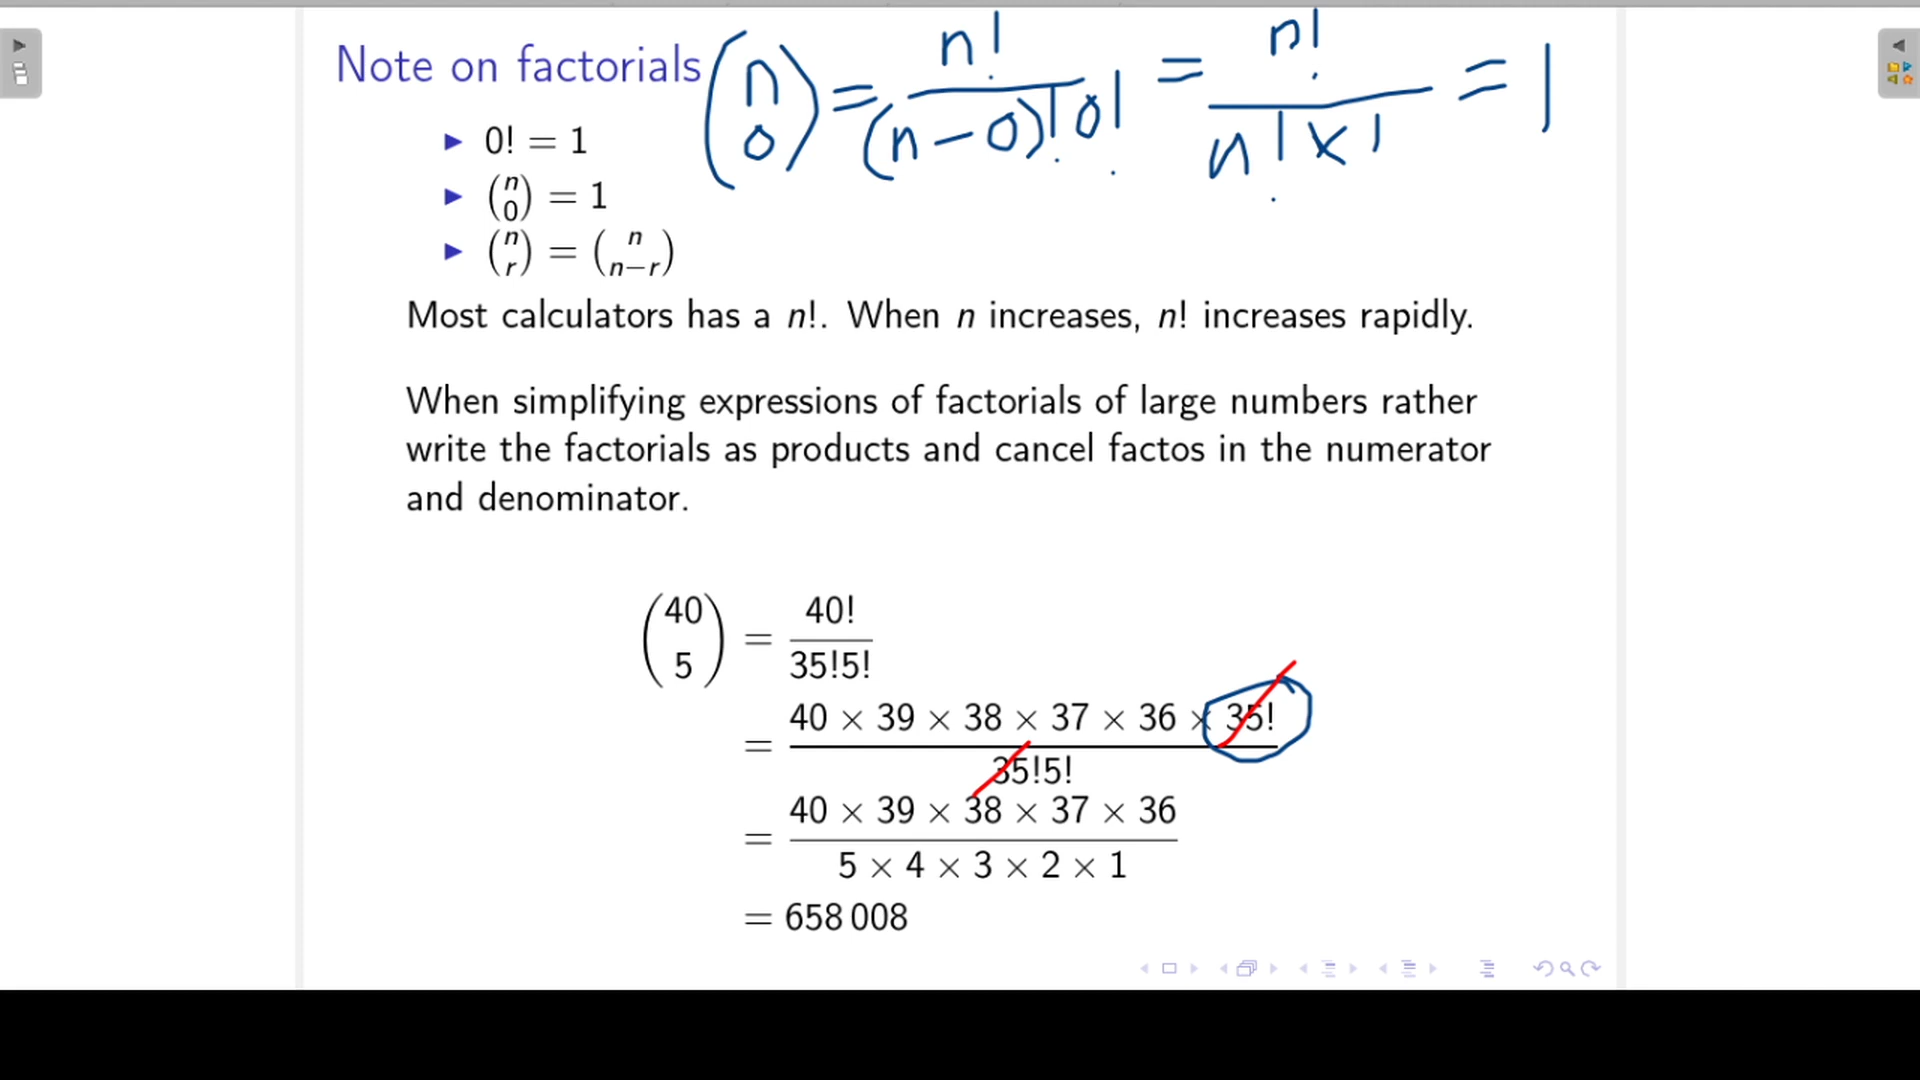 Note on factorials
(n 0) = n! / (n-0)! 0! = n! / n! x 1 = 1
▶ 0! = 1
▶ (n 0) = 1
▶ (n r) = (n n−r)
Most calculators has a n!. When n increases, n! increases rapidly.
When simplifying expressions of factorials of large numbers rather
write the factorials as products and cancel factos in the numerator
and denominator.
(40 5) = 40! / 35!5!
= 40 × 39 × 38 × 37 × 36 × 35! / 35!5!
= 40 × 39 × 38 × 37 × 36 / 5 × 4 × 3 × 2 × 1
= 658 008